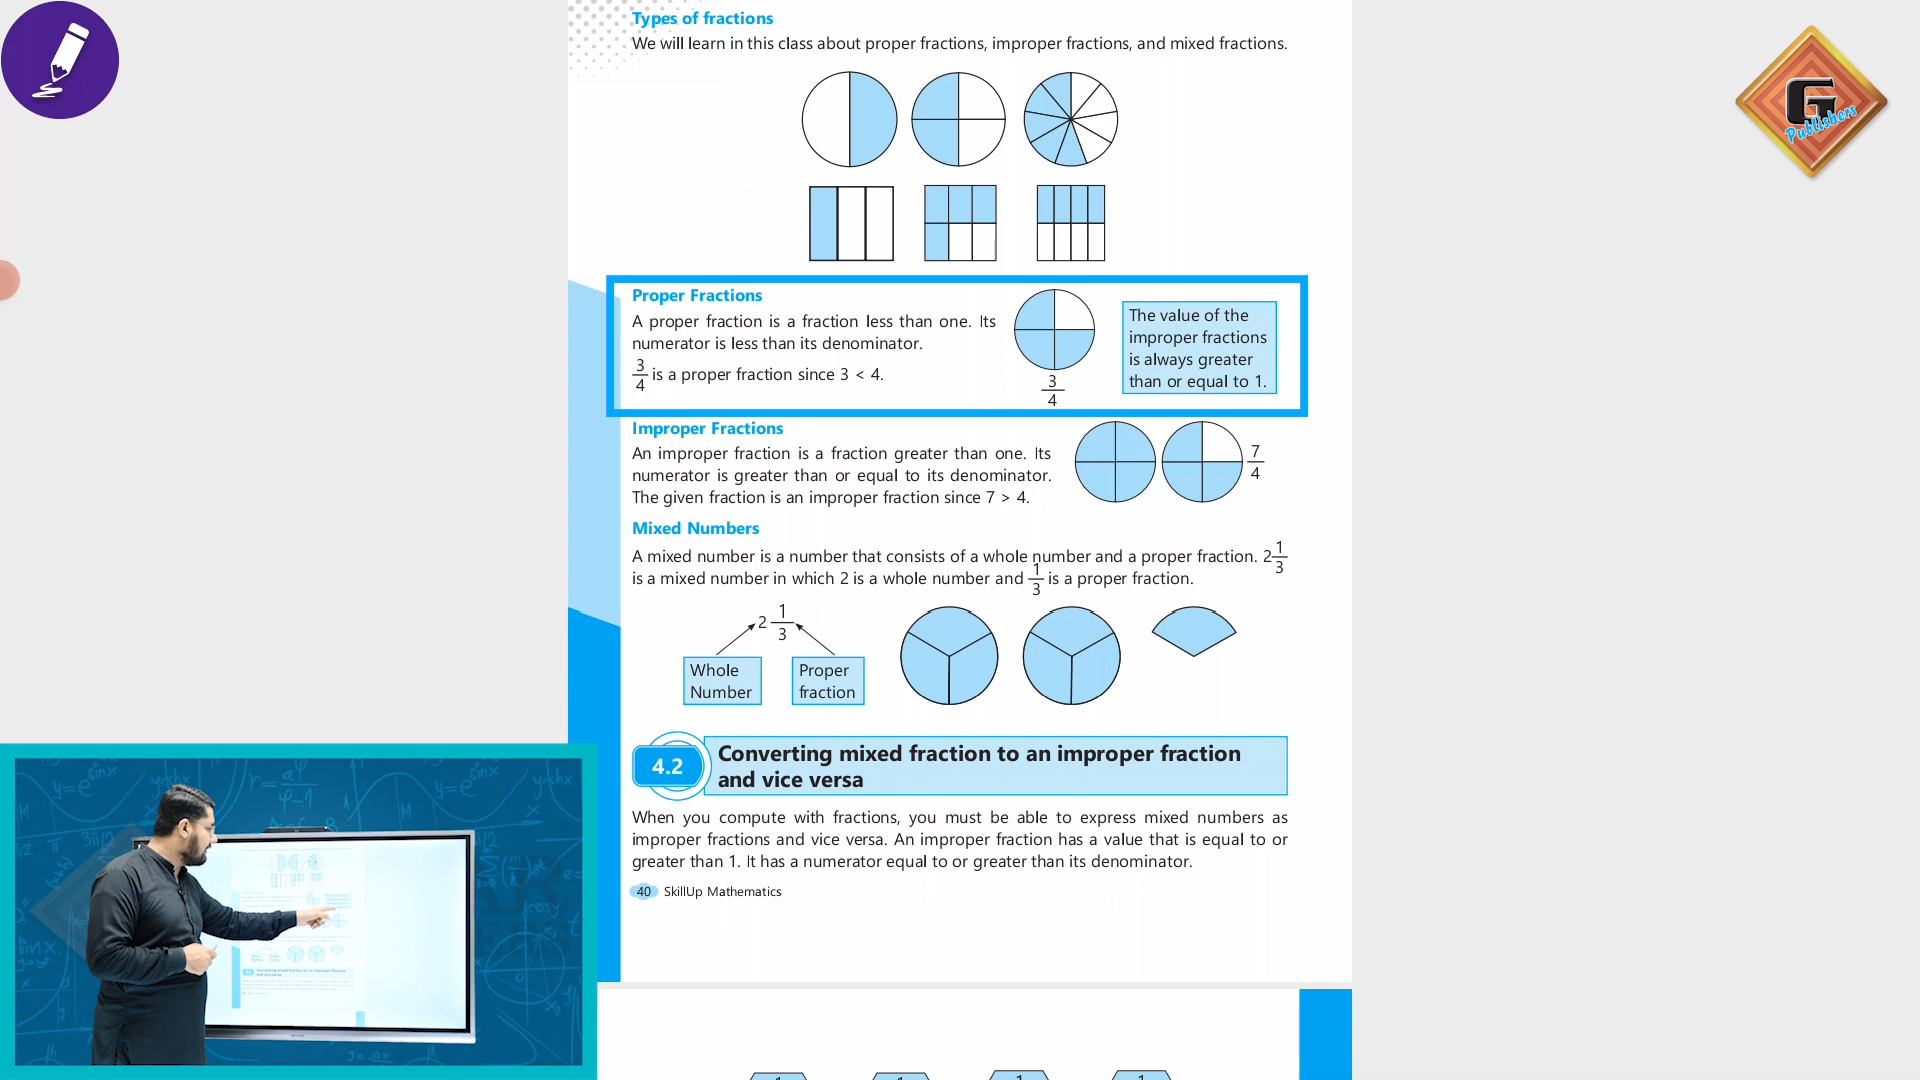 Types of fractions
We will learn in this class about proper fractions, improper fractions, and mixed fractions.
G
Publishers
Proper Fractions
A proper fraction is a fraction less than one. Its
numerator is less than its denominator.
3/4 is a proper fraction since 3 < 4.
3/4
The value of the
improper fractions
is always greater
than or equal to 1.
Improper Fractions
An improper fraction is a fraction greater than one. Its
numerator is greater than or equal to its denominator.
The given fraction is an improper fraction since 7 > 4.
7/4
Mixed Numbers
A mixed number is a number that consists of a whole number and a proper fraction. 2 1/3
is a mixed number in which 2 is a whole number and 1/3 is a proper fraction.
2 1/3
Whole
Number
Proper
fraction
4.2
Converting mixed fraction to an improper fraction
and vice versa
When you compute with fractions, you must be able to express mixed numbers as
improper fractions and vice versa. An improper fraction has a value that is equal to or
greater than 1. It has a numerator equal to or greater than its denominator.
40 SkillUp Mathematics